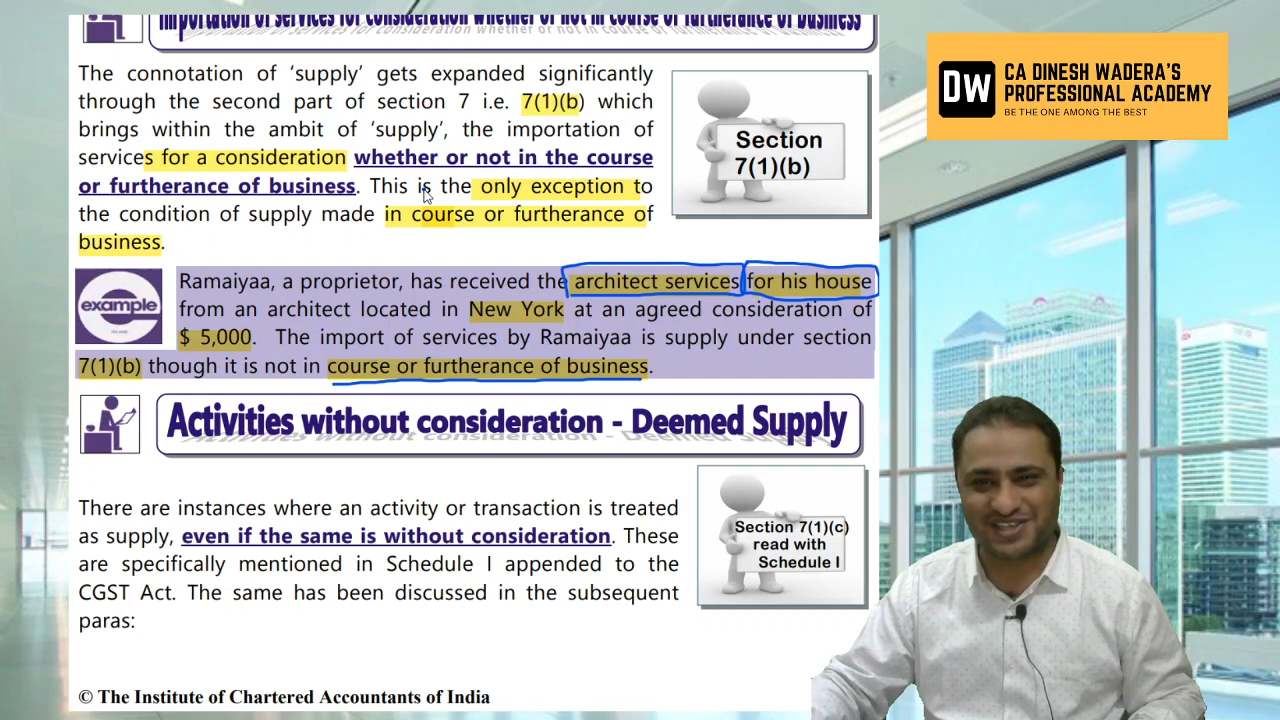 Importation of services for consideration whether or not in course or furtherance of business
The connotation of ‘supply’ gets expanded significantly
through the second part of section 7 i.e. 7(1)(b) which
brings within the ambit of ‘supply’, the importation of
services for a consideration whether or not in the course
or furtherance of business. This is the only exception to
the condition of supply made in course or furtherance of
business.
Section
7(1)(b)
example
Ramaiyaa, a proprietor, has received the architect services for his house
from an architect located in New York at an agreed consideration of
$ 5,000. The import of services by Ramaiyaa is supply under section
7(1)(b) though it is not in course or furtherance of business.
Activities without consideration - Deemed Supply
There are instances where an activity or transaction is treated
as supply, even if the same is without consideration. These
are specifically mentioned in Schedule I appended to the
CGST Act. The same has been discussed in the subsequent
paras:
Section 7(1)(c)
read with
Schedule I
© The Institute of Chartered Accountants of India
DW
CA DINESH WADERA'S
PROFESSIONAL ACADEMY
BE THE ONE AMONG THE BEST